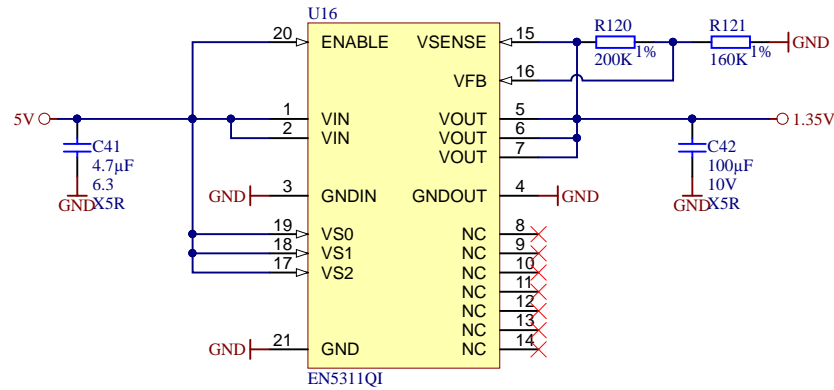 U16
20 ENABLE VSENSE 15 R120 R121 GND
200K 1% 160K 1%
VFB 16
5V 1 VIN VOUT 5 1.35V
2 VIN VOUT 6
VOUT 7
C41 C42
4.7µF 100µF
6.3 10V
GND X5R GND X5R
GND 3 GNDIN GNDOUT 4 GND
19 VS0 NC 8
18 VS1 NC 9
17 VS2 NC 10
NC 11
NC 12
NC 13
GND 21 GND NC 14
EN5311QI